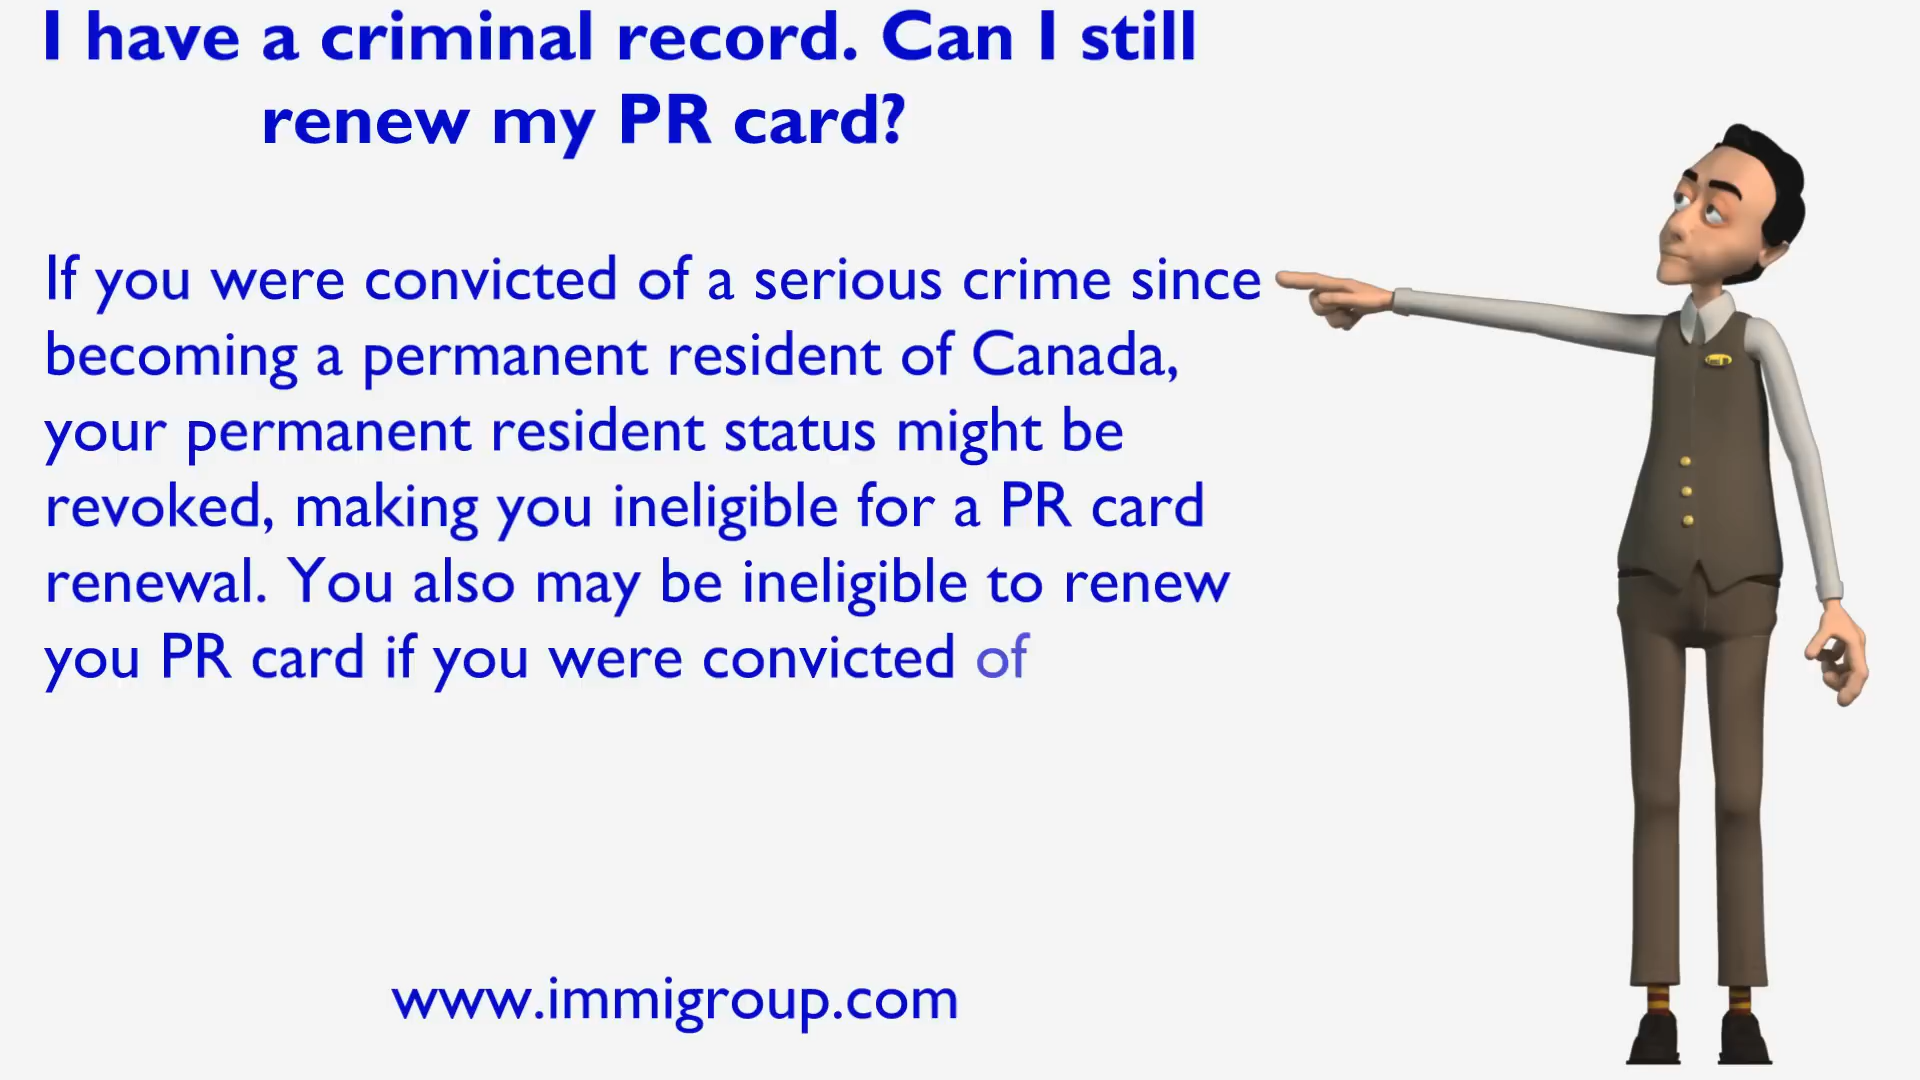 I have a criminal record. Can I still
renew my PR card?
If you were convicted of a serious crime since
becoming a permanent resident of Canada,
your permanent resident status might be
revoked, making you ineligible for a PR card
renewal. You also may be ineligible to renew
you PR card if you were convicted of
www.immigroup.com